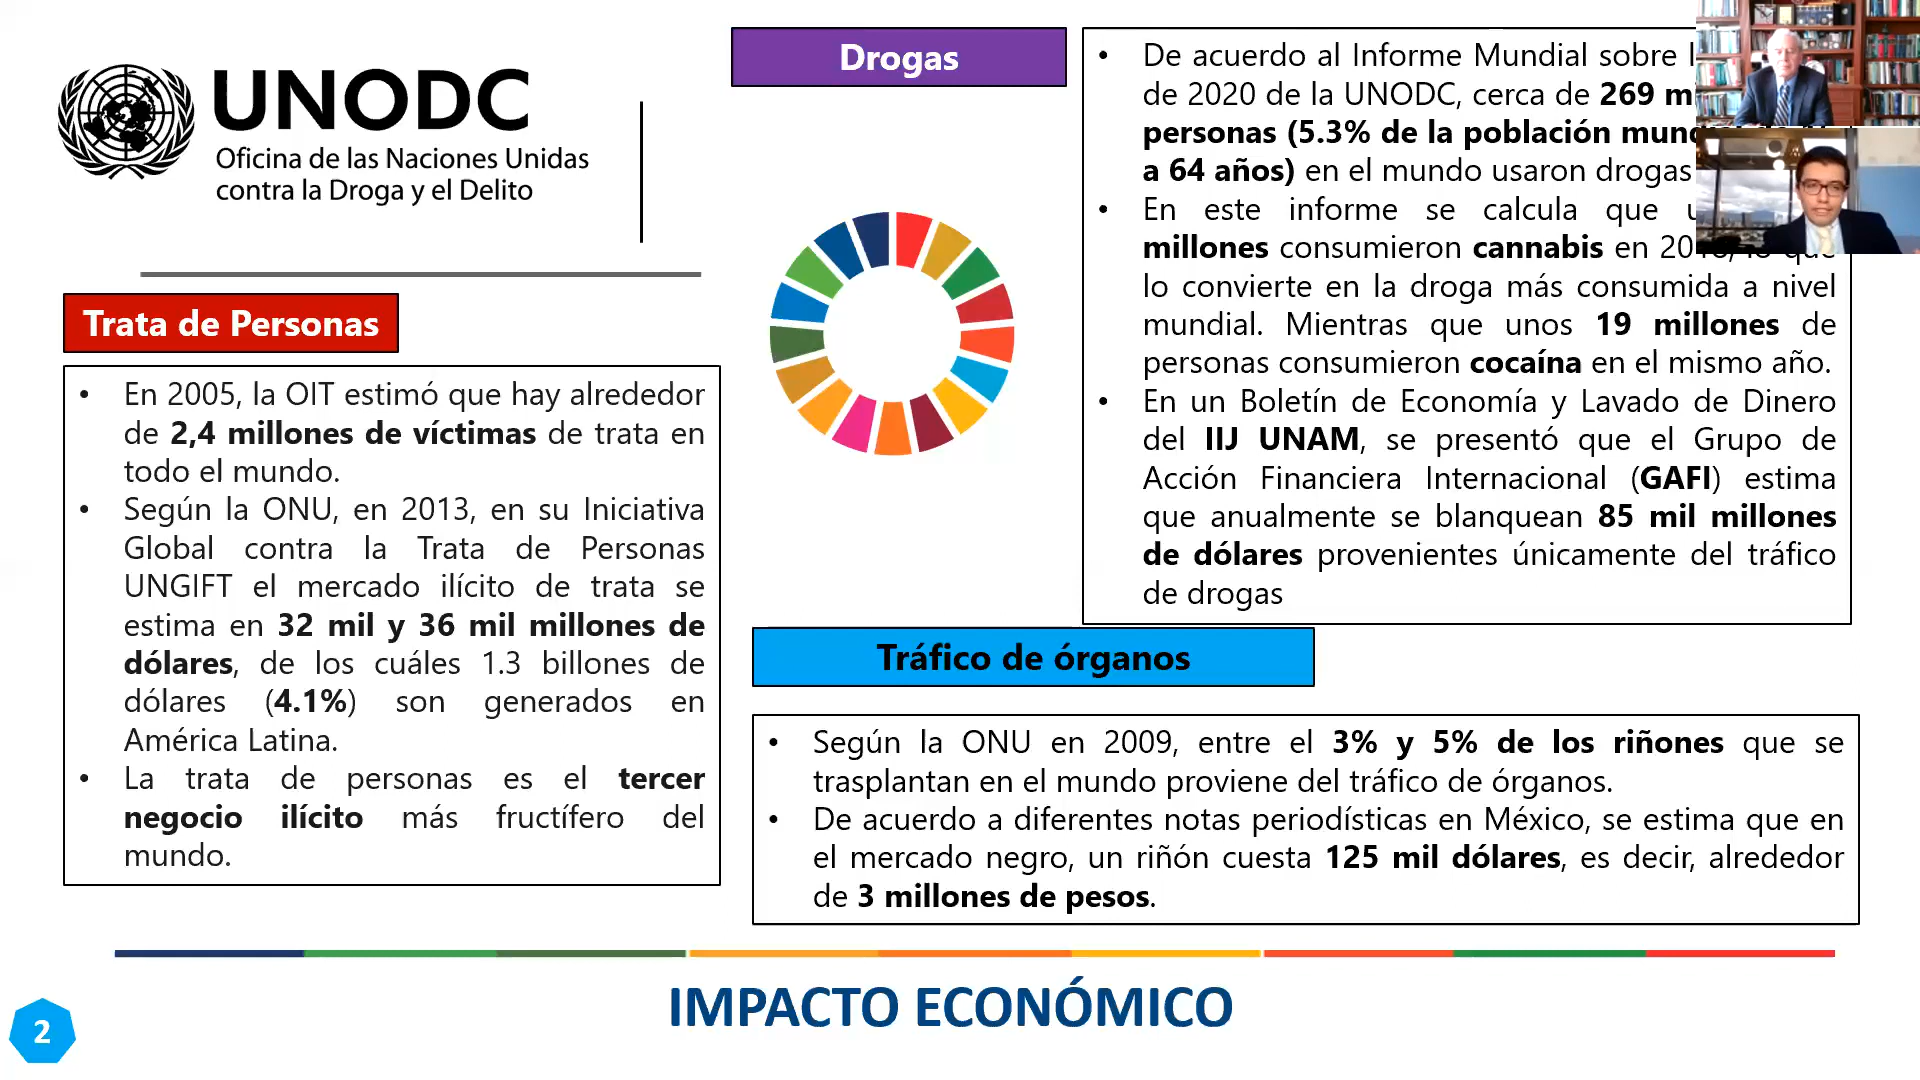 UNODC
Oficina de las Naciones Unidas
contra la Droga y el Delito
Trata de Personas
• En 2005, la OIT estimó que hay alrededor
de 2,4 millones de víctimas de trata en
todo el mundo.
• Según la ONU, en 2013, en su Iniciativa
Global contra la Trata de Personas
UNGIFT el mercado ilícito de trata se
estima en 32 mil y 36 mil millones de
dólares, de los cuáles 1.3 billones de
dólares (4.1%) son generados en
América Latina.
• La trata de personas es el tercer
negocio ilícito más fructífero del
mundo.
Drogas
• De acuerdo al Informe Mundial sobre
de 2020 de la UNODC, cerca de 269
personas (5.3% de la población
a 64 años) en el mundo usaron drogas
• En este informe se calcula que
millones consumieron cannabis en que
lo convierte en la droga más consumida a nivel
mundial. Mientras que unos 19 millones de
personas consumieron cocaína en el mismo año.
• En un Boletín de Economía y Lavado de Dinero
del IIJ UNAM, se presentó que el Grupo de
Acción Financiera Internacional (GAFI) estima
que anualmente se blanquean 85 mil millones
de dólares provenientes únicamente del tráfico
de drogas
Tráfico de órganos
• Según la ONU en 2009, entre el 3% y 5% de los riñones que se
trasplantan en el mundo proviene del tráfico de órganos.
• De acuerdo a diferentes notas periodísticas en México, se estima que en
el mercado negro, un riñón cuesta 125 mil dólares, es decir, alrededor
de 3 millones de pesos.
IMPACTO ECONÓMICO
2